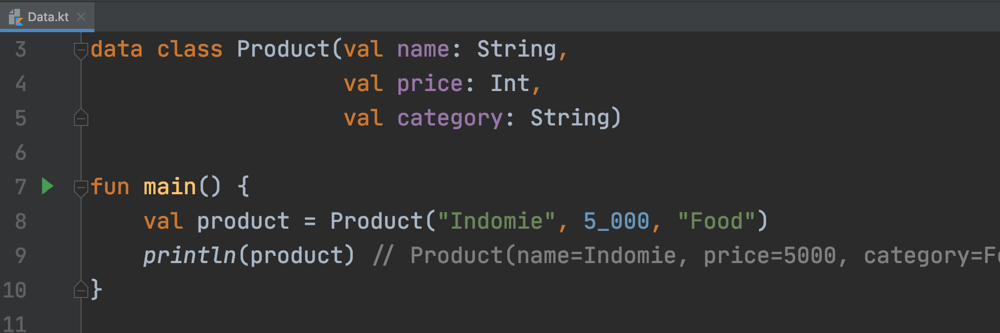 Data.kt
3 data class Product(val name: String,
4 val price: Int,
5 val category: String)
6
7 fun main() {
8 val product = Product("Indomie", 5_000, "Food")
9 println(product) // Product(name=Indomie, price=5000, category=Fo
10 }
11